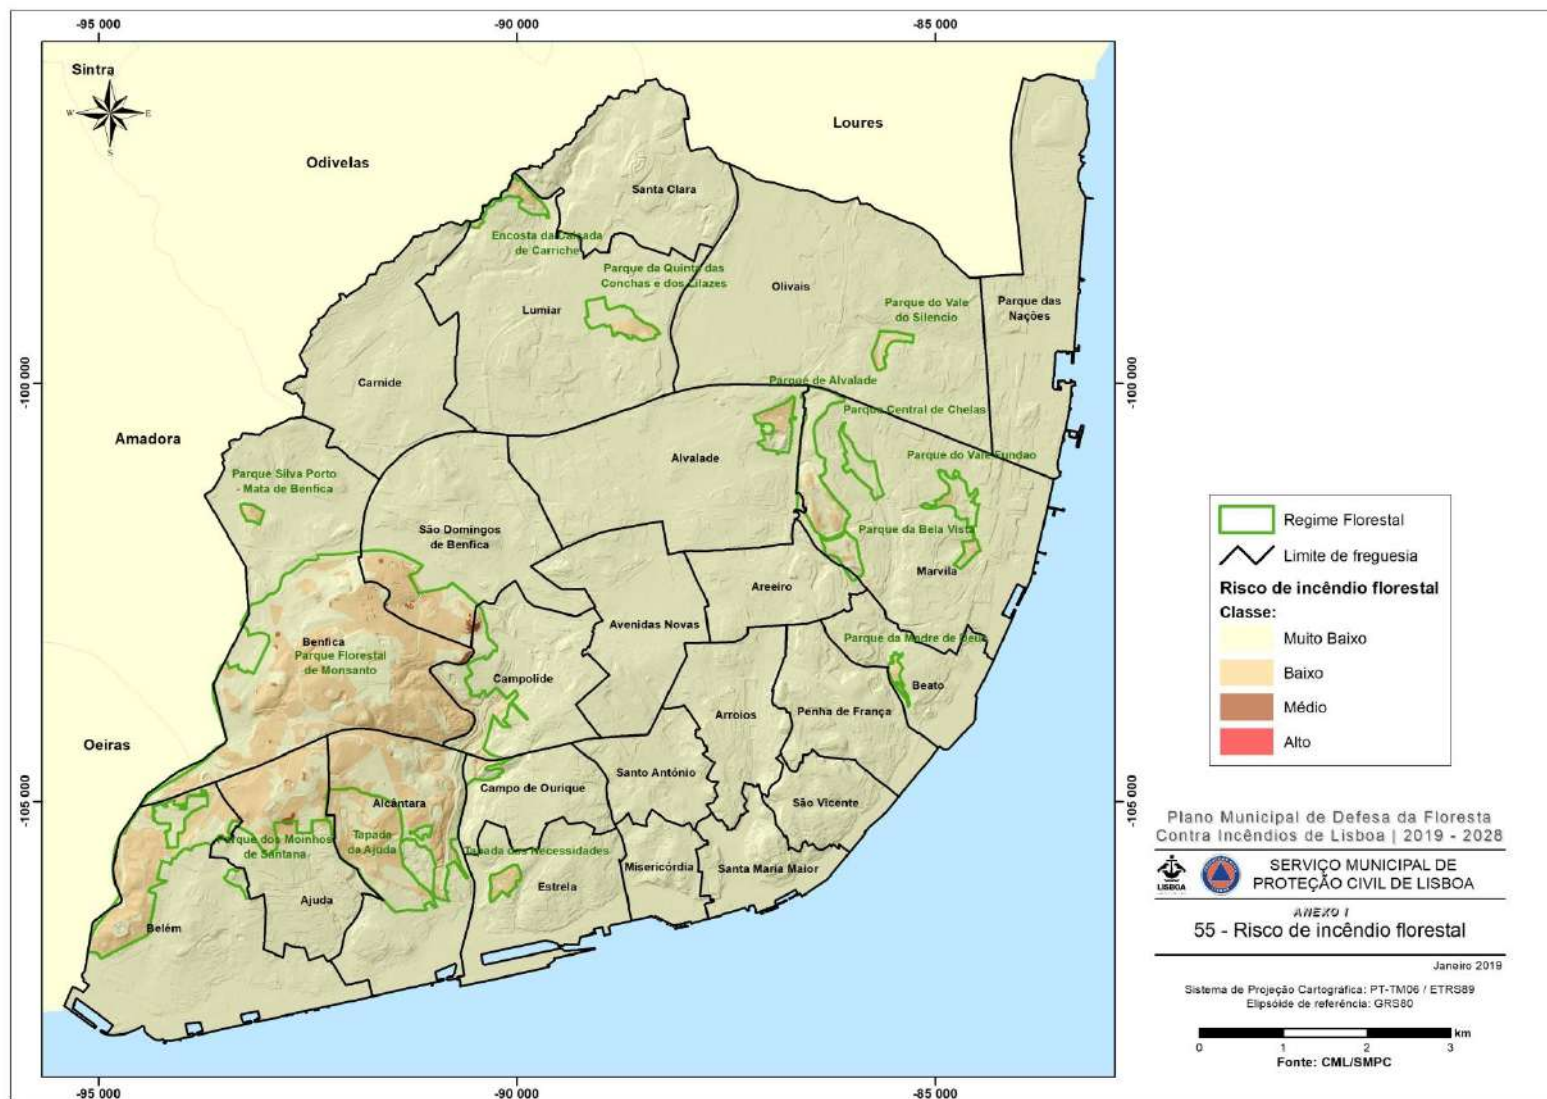 -95 000
-90 000
-85 000
Sintra
N
W
E
S
Loures
Odivelas
Santa Clara
Encosta da Calçada
de Carriche
Parque da Quinta das
Conchas e dos Lilazes
Olivais
Lumiar
Parque do Vale
do Silencio
Parque das
Nações
-100 000
-100 000
Carnide
Parque de Alvalade
Parque Central de Chelas
Amadora
Alvalade
Parque do Vale Fundao
Parque Silva Porto
- Mata de Benfica
São Domingos
de Benfica
Parque da Bela Vista
Marvila
Areeiro
Avenidas Novas
Benfica
Parque Florestal
de Monsanto
Parque da Madre de Deus
Campolide
Beato
Arroios
Penha de França
Oeiras
Santo António
Campo de Ourique
-105 000
-105 000
Alcântara
São Vicente
Parque dos Moinhos
de Santana
Tapada
da Ajuda
Tapada das Necessidades
Misericórdia
Santa Maria Maior
Estrela
Ajuda
Belém
-95 000
-90 000
-85 000
Regime Florestal
Limite de freguesia
Risco de incêndio florestal
Classe:
Muito Baixo
Baixo
Médio
Alto
Plano Municipal de Defesa da Floresta
Contra Incêndios de Lisboa | 2019 - 2028
LISBOA
SERVIÇO MUNICIPAL DE
PROTEÇÃO CIVIL DE LISBOA
ANEXO I
55 - Risco de incêndio florestal
Janeiro 2019
Sistema de Projeção Cartográfica: PT-TM06 / ETRS89
Elipsóide de referência: GRS80
km
0 1 2 3
Fonte: CML/SMPC